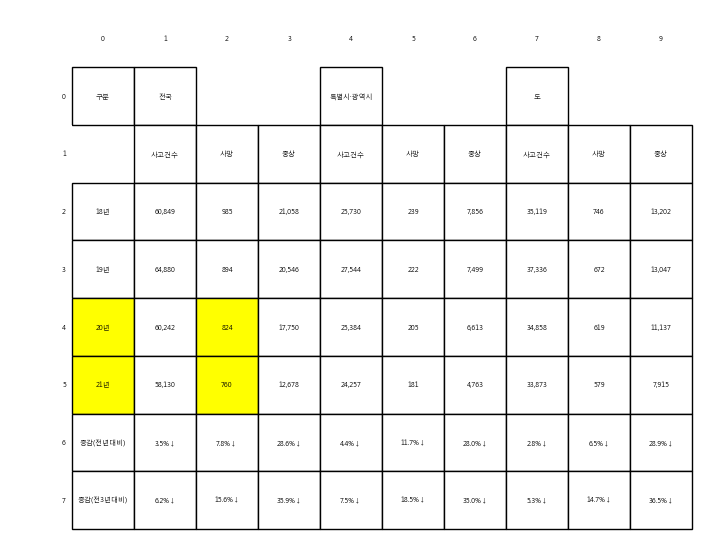 0 1 2 3 4 5 6 7 8 9
0 구분 전국 특별시·광역시 도
1 사고건수 사망 중상 사고건수 사망 중상 사고건수 사망 중상
2 18년 60,849 985 21,058 25,730 239 7,856 35,119 746 13,202
3 19년 64,880 894 20,546 27,544 222 7,499 37,336 672 13,047
4 20년 60,242 824 17,750 25,384 205 6,613 34,858 619 11,137
5 21년 58,130 760 12,678 24,257 181 4,763 33,873 579 7,915
6 증감(전년대비) 3.5%↓ 7.8%↓ 28.6%↓ 4.4%↓ 11.7%↓ 28.0%↓ 2.8%↓ 6.5%↓ 28.9%↓
7 증감(전3년대비) 6.2%↓ 15.6%↓ 35.9%↓ 7.5%↓ 18.5%↓ 35.0%↓ 5.3%↓ 14.7%↓ 36.5%↓